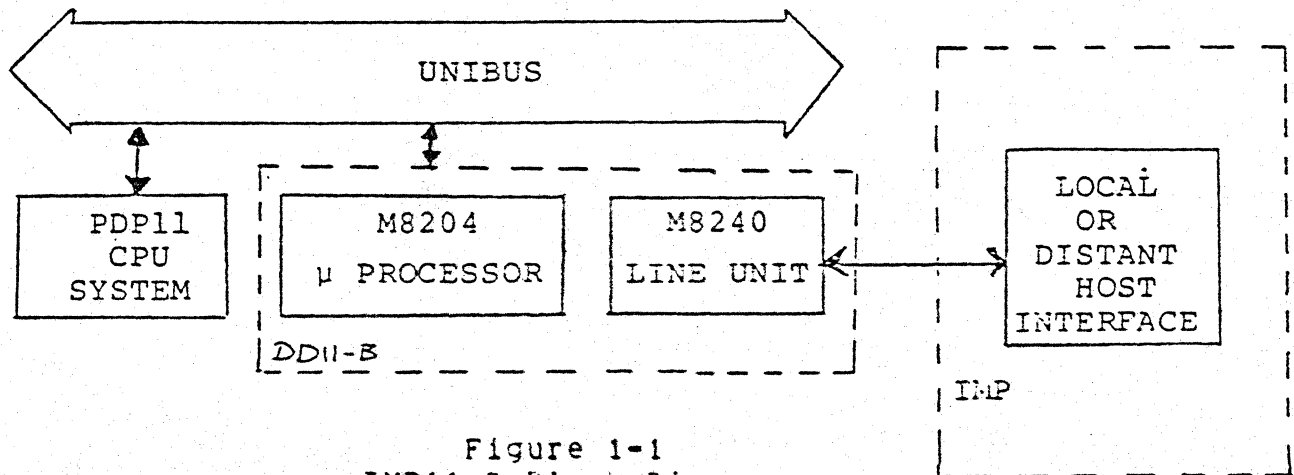 UNIBUS
PDP11
CPU
SYSTEM
M8204
µ PROCESSOR
M8240
LINE UNIT
DD11-B
LOCAL
OR
DISTANT
HOST
INTERFACE
IMP
Figure 1-1